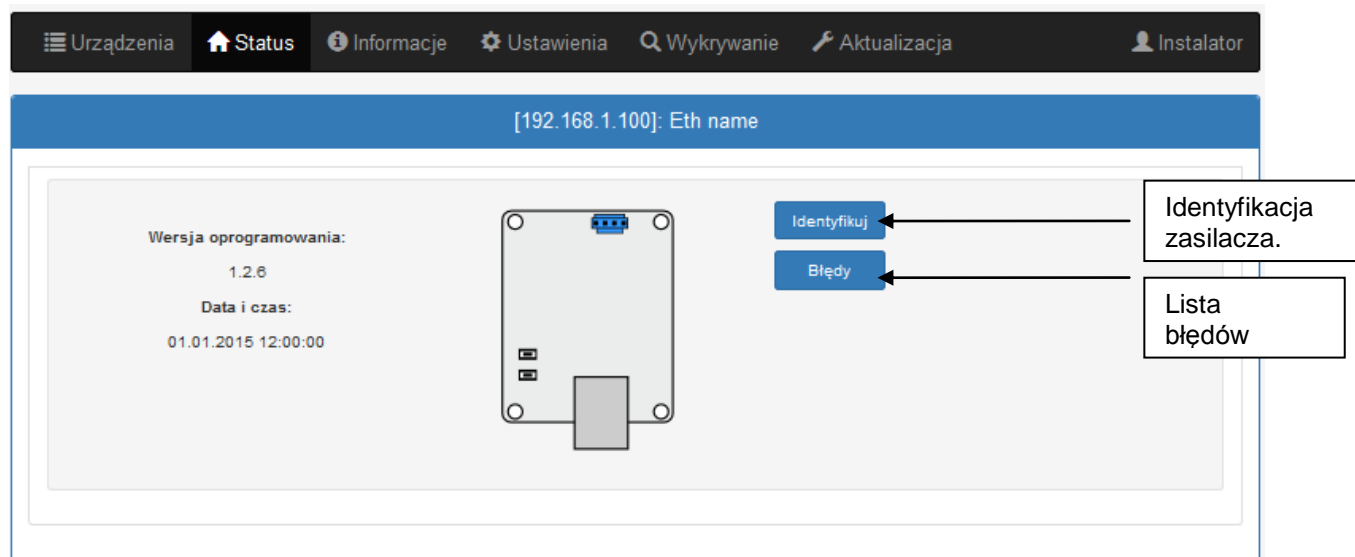 Urządzenia Status Informacje Ustawienia Wykrywanie Aktualizacja Instalator
[192.168.1.100]: Eth name
Wersja oprogramowania:
1.2.6
Data i czas:
01.01.2015 12:00:00
Identyfikuj
Błędy
Identyfikacja
zasilacza.
Lista
błędów